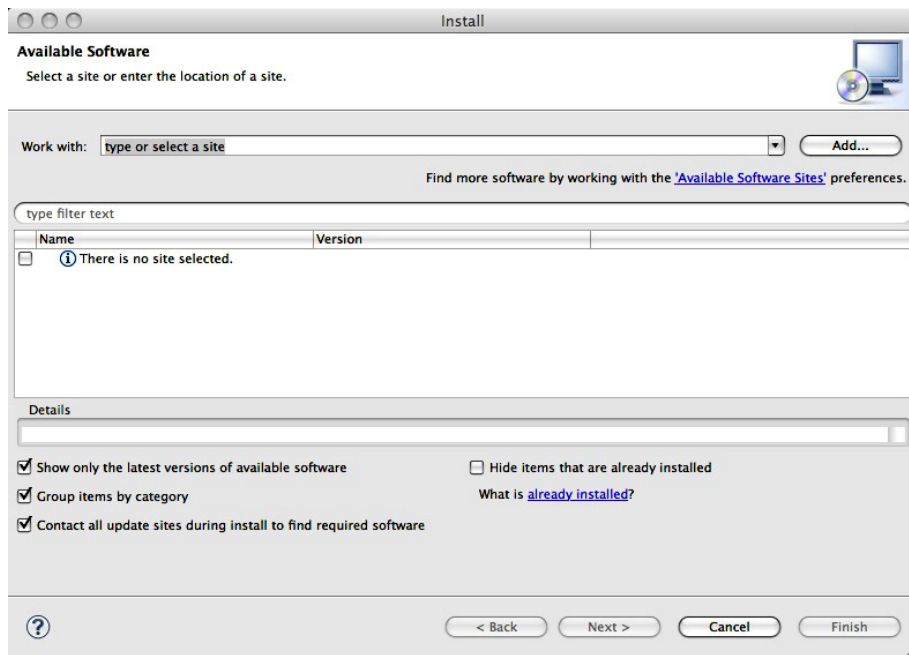 Install
Available Software
Select a site or enter the location of a site.
Work with: type or select a site Add...
Find more software by working with the 'Available Software Sites' preferences.
type filter text
Name Version
There is no site selected.
Details
Show only the latest versions of available software Hide items that are already installed
Group items by category What is already installed?
Contact all update sites during install to find required software
? < Back Next > Cancel Finish